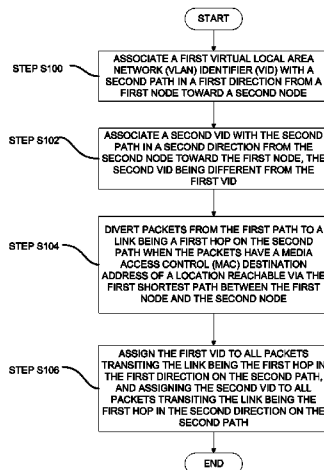 START
STEP S100
ASSOCIATE A FIRST VIRTUAL LOCAL AREA
NETWORK (VLAN) IDENTIFIER (VID) WITH A
SECOND PATH IN A FIRST DIRECTION FROM A
FIRST NODE TOWARD A SECOND NODE
STEP S102
ASSOCIATE A SECOND VID WITH THE SECOND
PATH IN A SECOND DIRECTION FROM THE
SECOND NODE TOWARD THE FIRST NODE, THE
SECOND VID BEING DIFFERENT FROM THE
FIRST VID
STEP S104
DIVERT PACKETS FROM THE FIRST PATH TO A
LINK BEING A FIRST HOP ON THE SECOND
PATH WHEN THE PACKETS HAVE A MEDIA
ACCESS CONTROL (MAC) DESTINATION
ADDRESS OF A LOCATION REACHABLE VIA THE
FIRST SHORTEST PATH BETWEEN THE FIRST
NODE AND THE SECOND NODE
STEP S106
ASSIGN THE FIRST VID TO ALL PACKETS
TRANSITING THE LINK BEING THE FIRST HOP IN
THE FIRST DIRECTION ON THE SECOND PATH,
AND ASSIGNING THE SECOND VID TO ALL
PACKETS TRANSITING THE LINK BEING THE
FIRST HOP IN THE SECOND DIRECTION ON THE
SECOND PATH
END